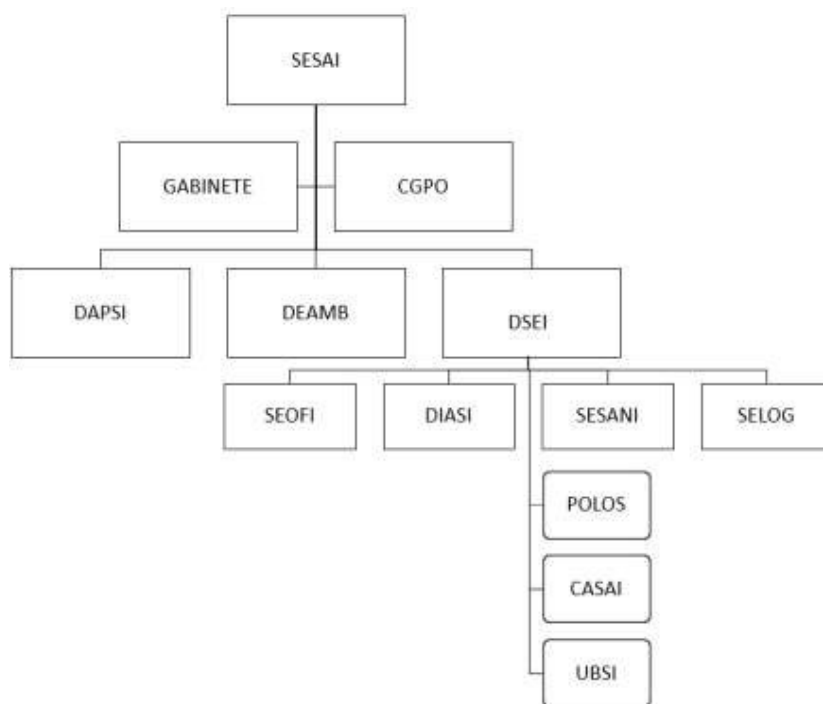 SESAI
GABINETE
CGPO
DAPSI
DEAMB
DSEI
SEOFI
DIASI
SESANI
SELOG
POLOS
CASAI
UBSI